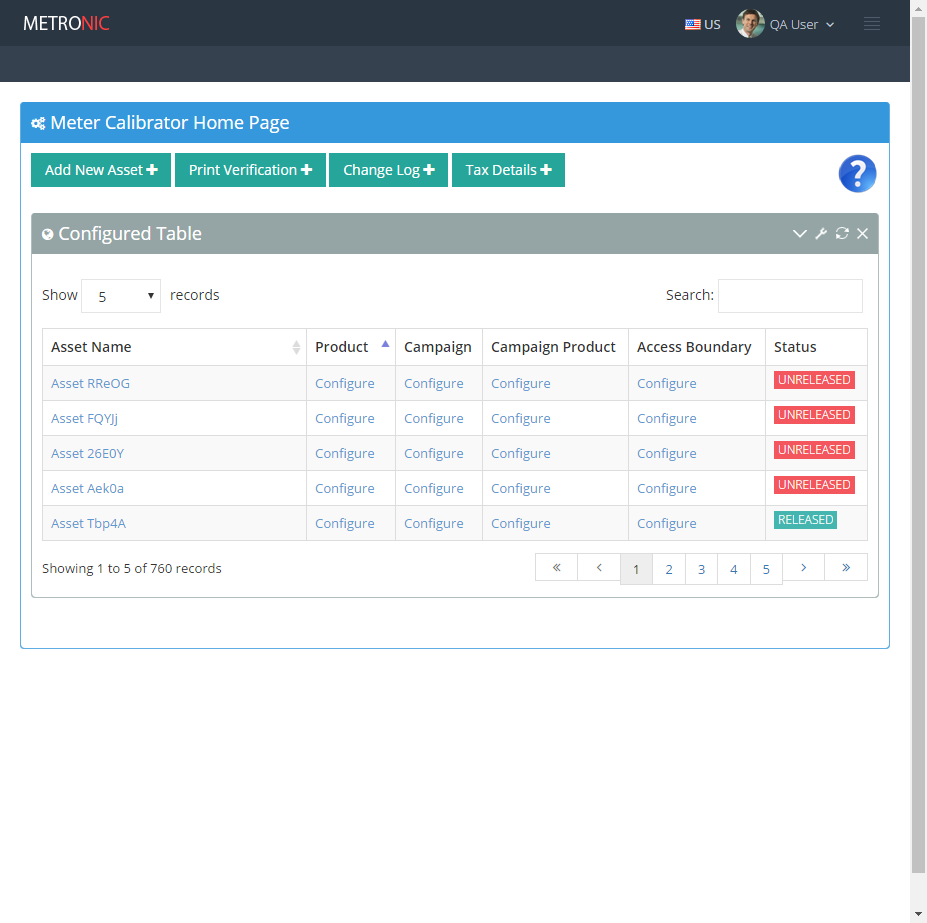 METRONIC
US QA User
Meter Calibrator Home Page
Add New Asset Print Verification Change Log Tax Details
?
Configured Table
Show 5 records Search:
Asset Name Product Campaign Campaign Product Access Boundary Status
Asset RReOG Configure Configure Configure Configure UNRELEASED
Asset FQYJj Configure Configure Configure Configure UNRELEASED
Asset 26E0Y Configure Configure Configure Configure UNRELEASED
Asset Aek0a Configure Configure Configure Configure UNRELEASED
Asset Tbp4A Configure Configure Configure Configure RELEASED
Showing 1 to 5 of 760 records « ‹ 1 2 3 4 5 › »